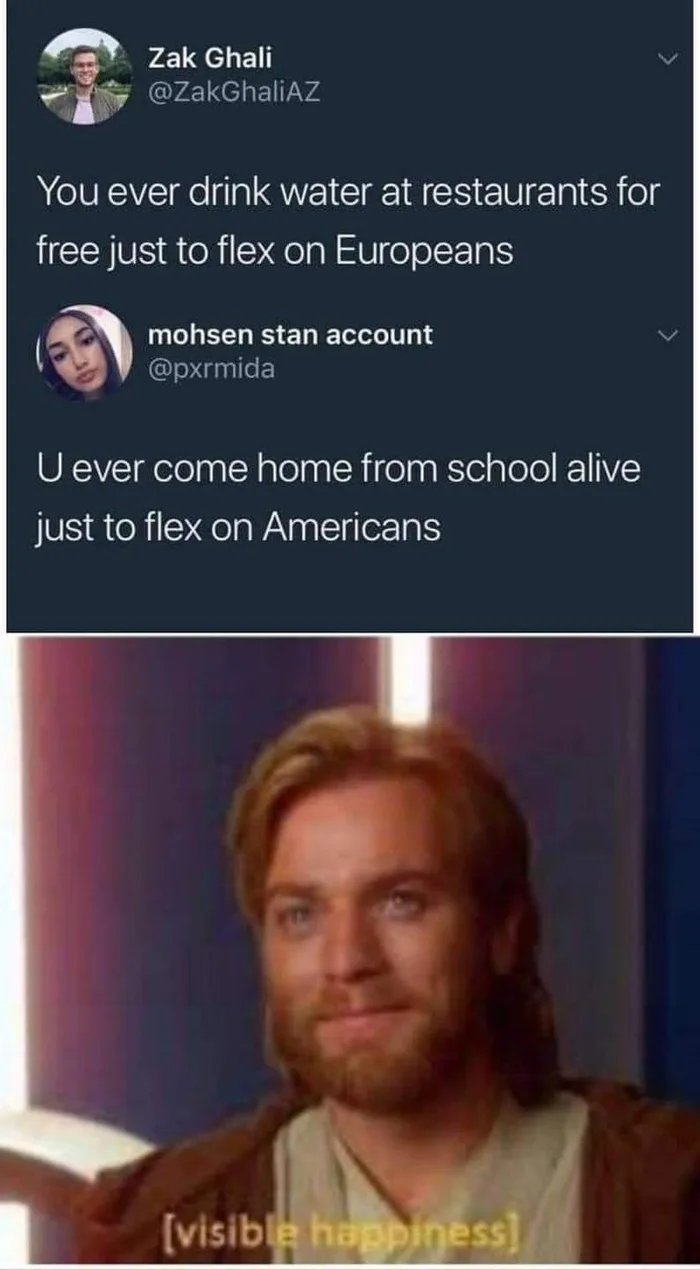 Zak Ghali
@ZakGhaliAZ
You ever drink water at restaurants for
free just to flex on Europeans
mohsen stan account
@pxrmida
U ever come home from school alive
just to flex on Americans
[visible happiness]